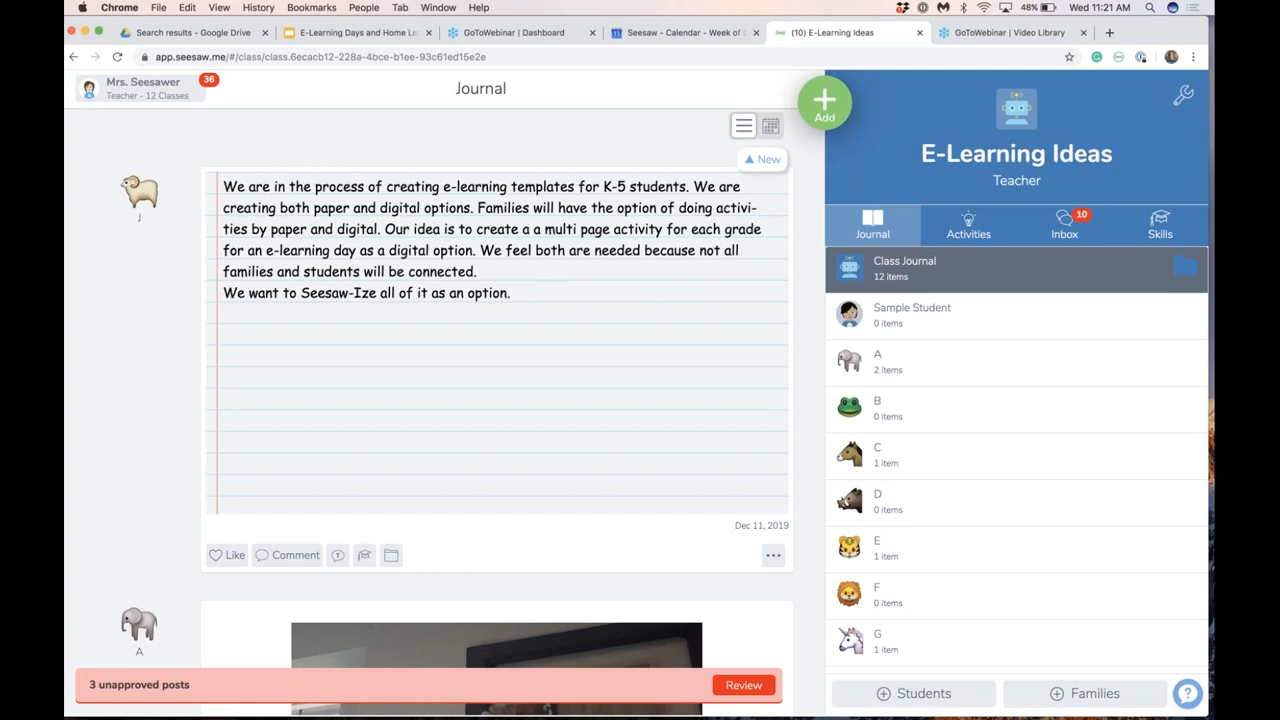 Chrome File Edit View History Bookmarks People Tab Window Help
48% Wed 11:21 AM
Search results - Google Drive
E-Learning Days and Home Le
GoToWebinar | Dashboard
Seesaw - Calendar - Week of D
(10) E-Learning Ideas
GoToWebinar | Video Library
app.seesaw.me/#/class/class.6ecacb12-228a-4bce-b1ee-93c61ed15e2e
Mrs. Seesawer
Teacher - 12 Classes
36
Journal
Add
New
We are in the process of creating e-learning templates for K-5 students. We are
creating both paper and digital options. Families will have the option of doing activi-
ties by paper and digital. Our idea is to create a a multi page activity for each grade
for an e-learning day as a digital option. We feel both are needed because not all
families and students will be connected.
We want to Seesaw-Ize all of it as an option.
J
Dec 11, 2019
Like Comment
A
3 unapproved posts
Review
E-Learning Ideas
Teacher
Journal
Activities
Inbox
10
Skills
Class Journal
12 items
Sample Student
0 items
A
2 items
B
0 items
C
1 item
D
0 items
E
1 item
F
0 items
G
1 item
Students
Families
?